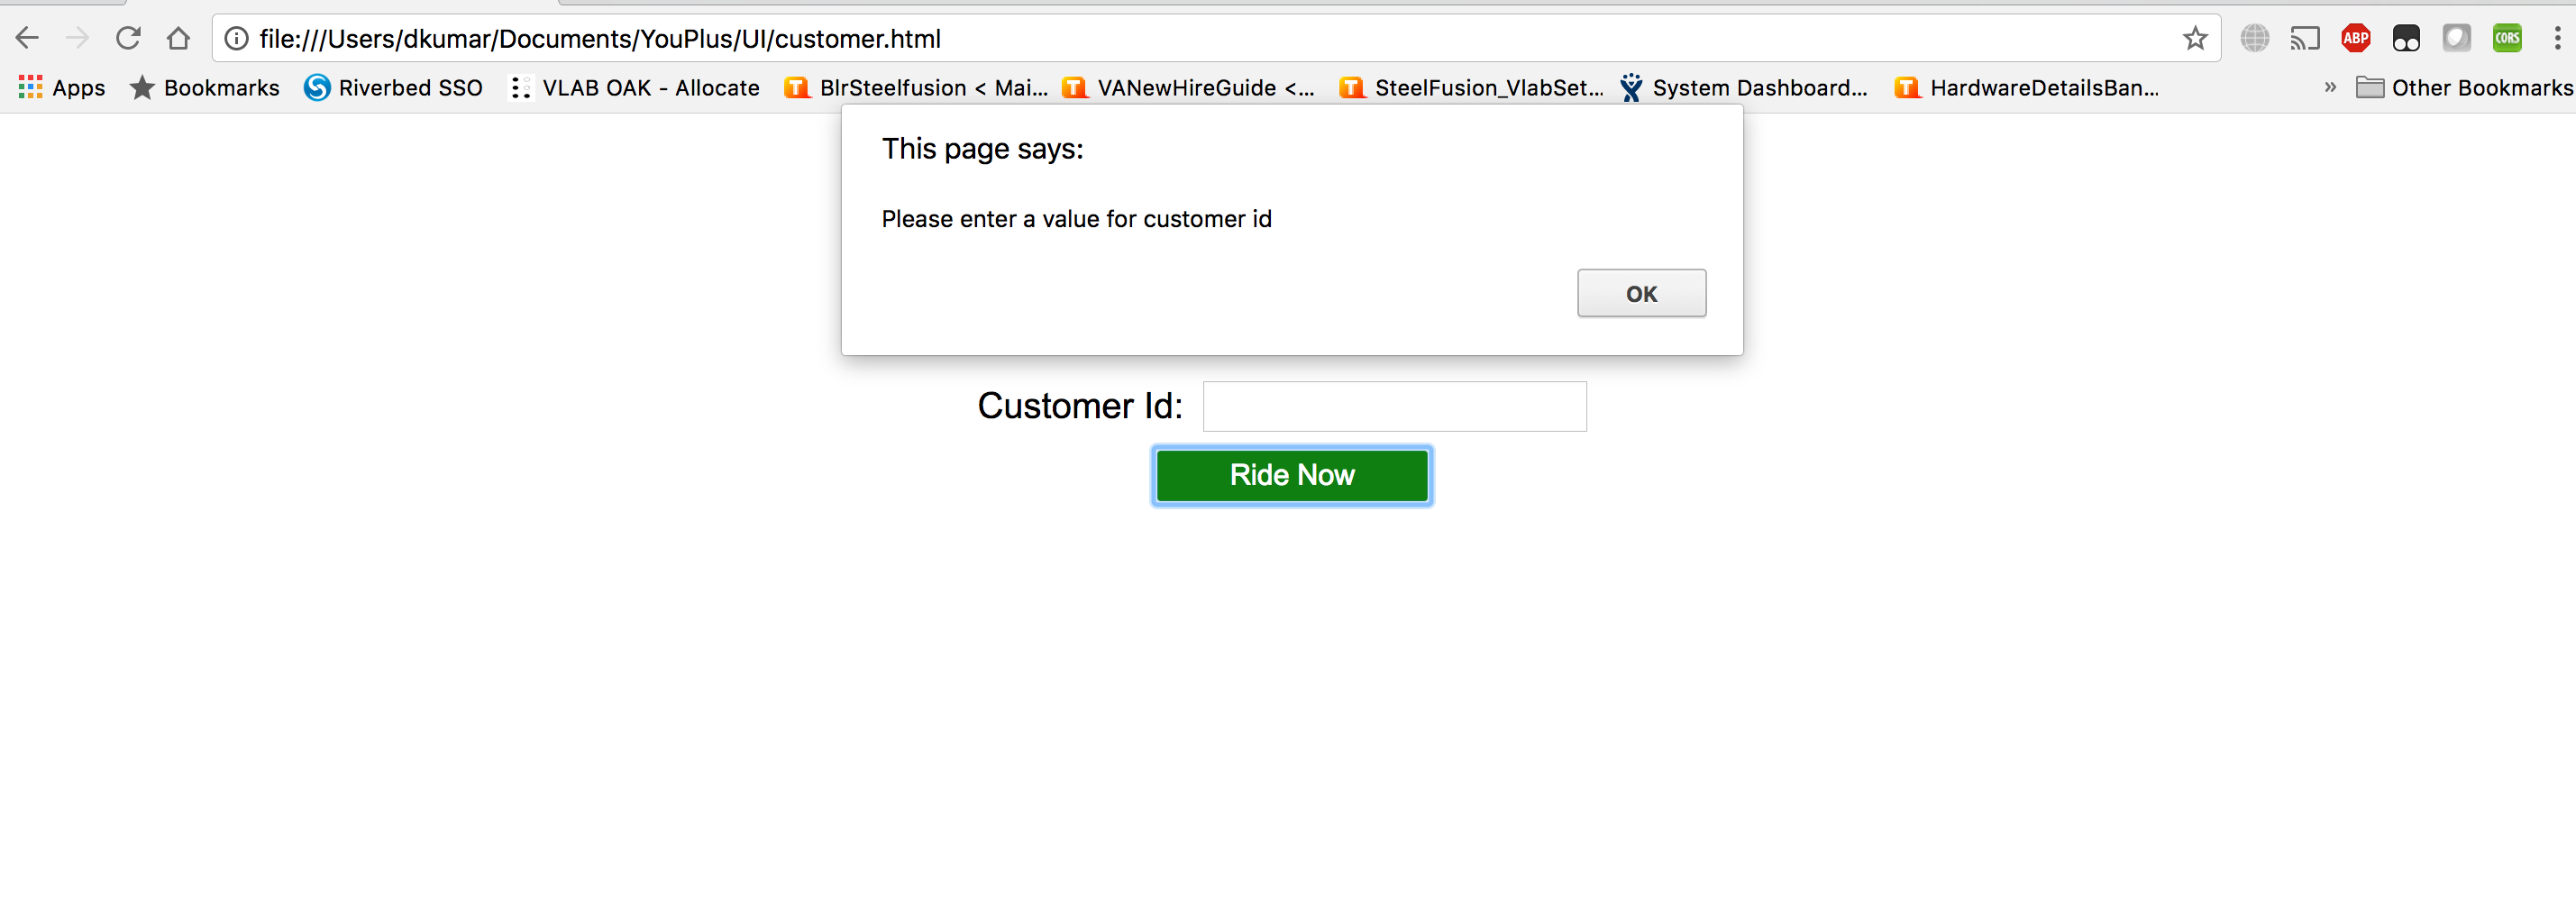 file:///Users/dkumar/Documents/YouPlus/UI/customer.html
ABP
CORS
Apps
Bookmarks
Riverbed SSO
VLAB OAK - Allocate
T
BlrSteelfusion < Mai...
T
VANewHireGuide <...
T
SteelFusion_VlabSet...
System Dashboard...
T
HardwareDetailsBan...
»
Other Bookmarks
This page says:
Please enter a value for customer id
OK
Customer Id:
Ride Now